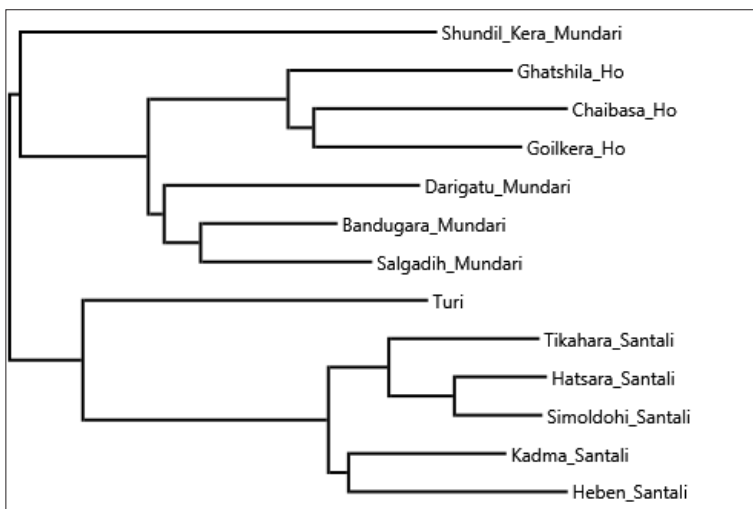 Shundil_Kera_Mundari
Ghatshila_Ho
Chaibasa_Ho
Goilkera_Ho
Darigatu_Mundari
Bandugara_Mundari
Salgadih_Mundari
Turi
Tikahara_Santali
Hatsara_Santali
Simoldohi_Santali
Kadma_Santali
Heben_Santali